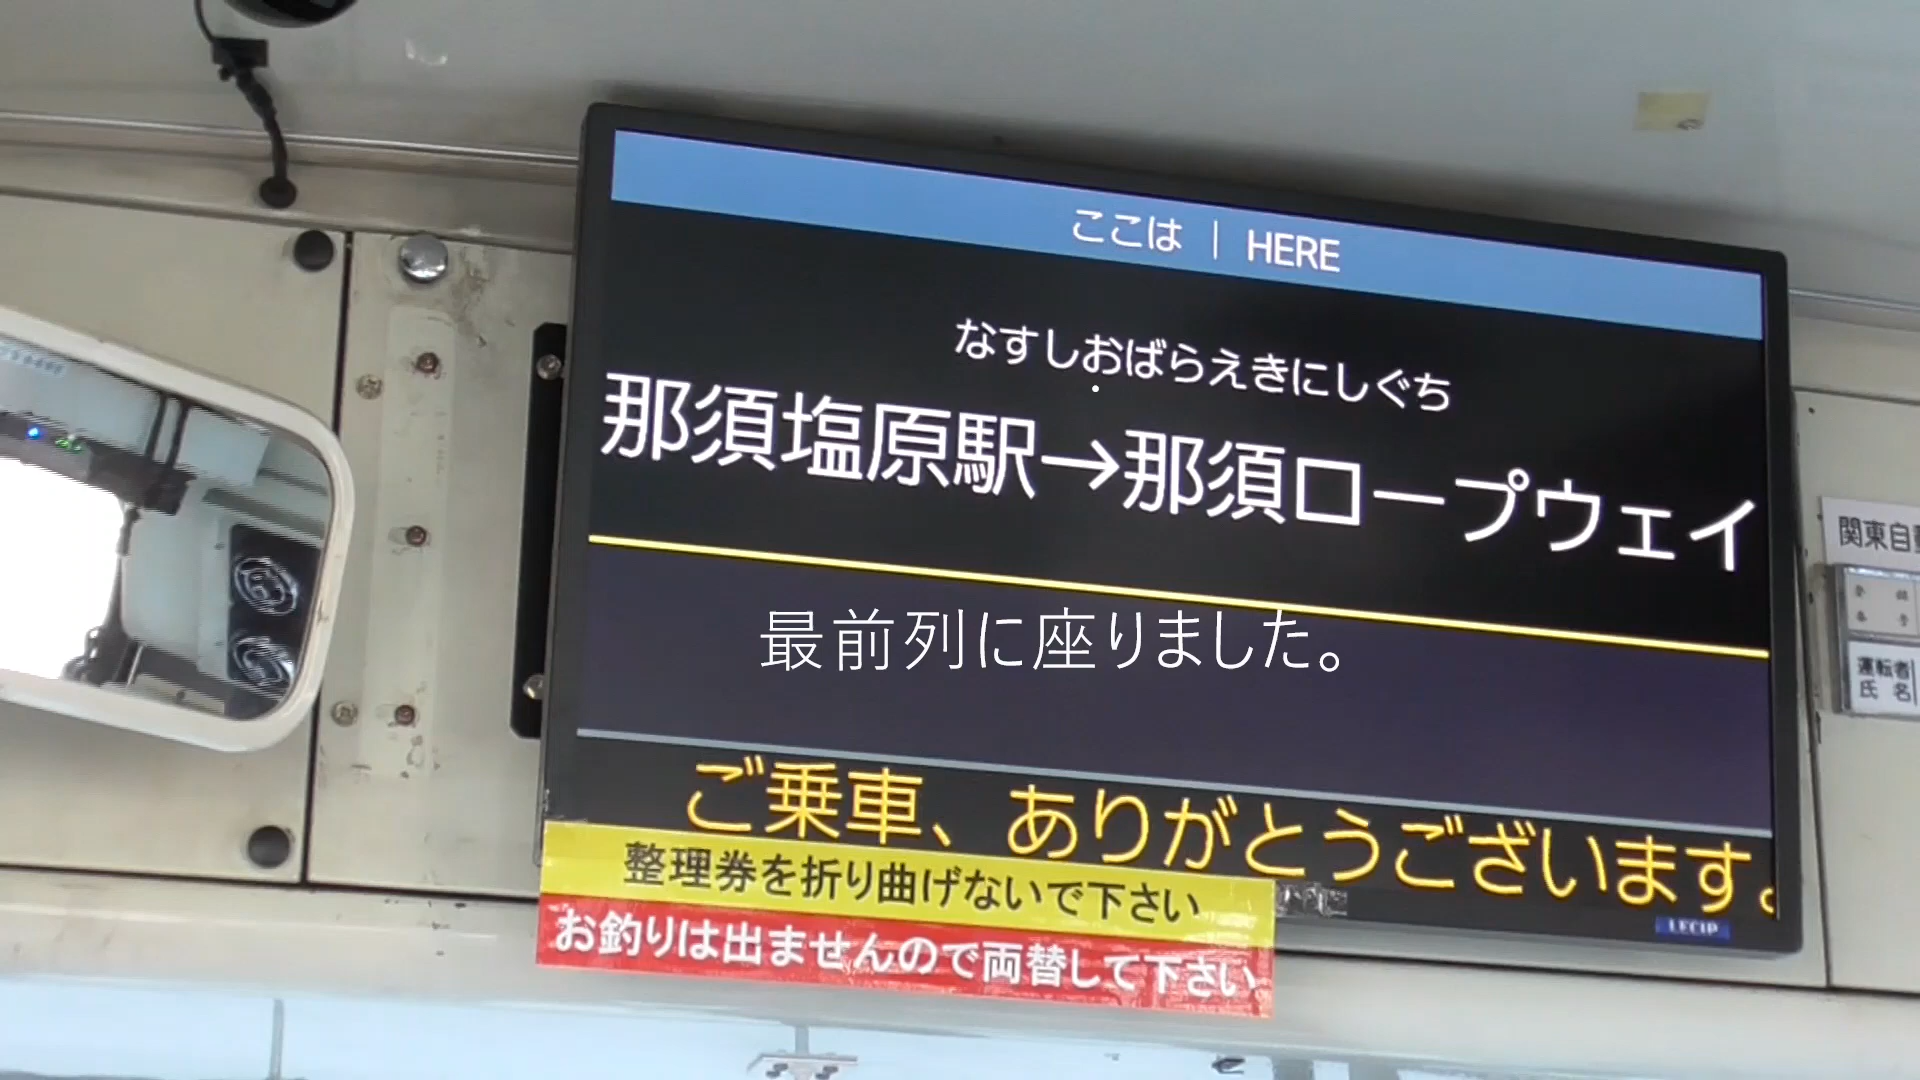 ここは | HERE
なすしおばらえきにしぐち
那須塩原駅→那須ロープウェイ
最前列に座りました。
ご乗車、ありがとうございます。
整理券を折り曲げないで下さい
お釣りは出ませんので両替して下さい
LECIP
関東自動
運転者
氏名